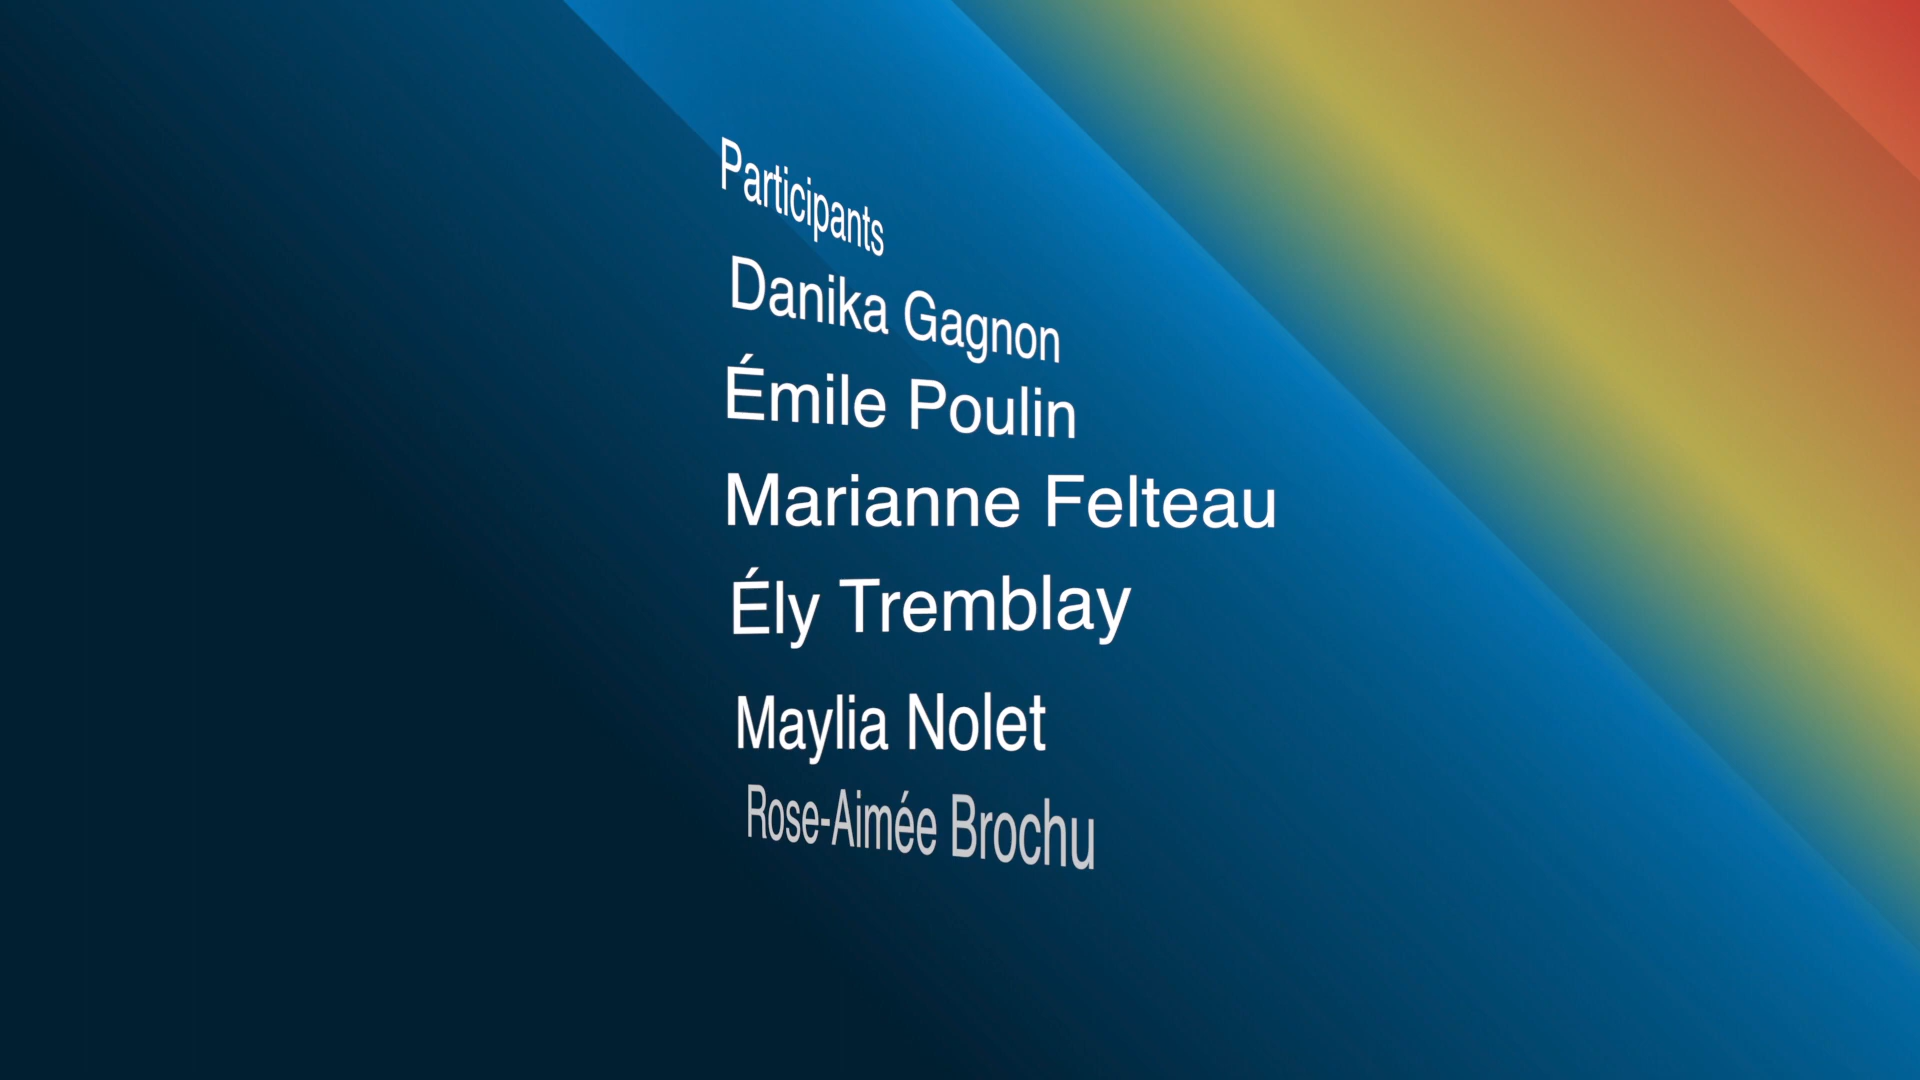 Participants
Danika Gagnon
Émile Poulin
Marianne Felteau
Ély Tremblay
Maylia Nolet
Rose-Aimée Brochu